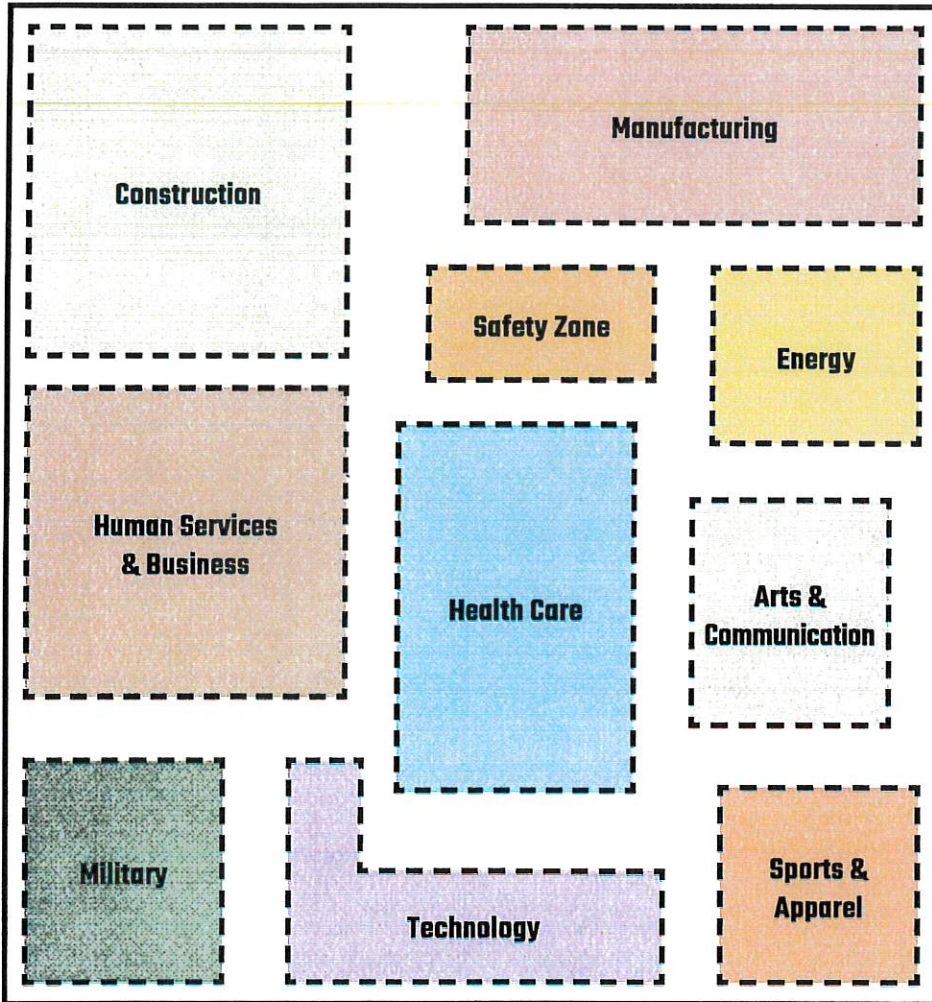 Manufacturing
Construction
Safety Zone
Energy
Human Services
& Business
Health Care
Arts &
Communication
Military
Technology
Sports &
Apparel